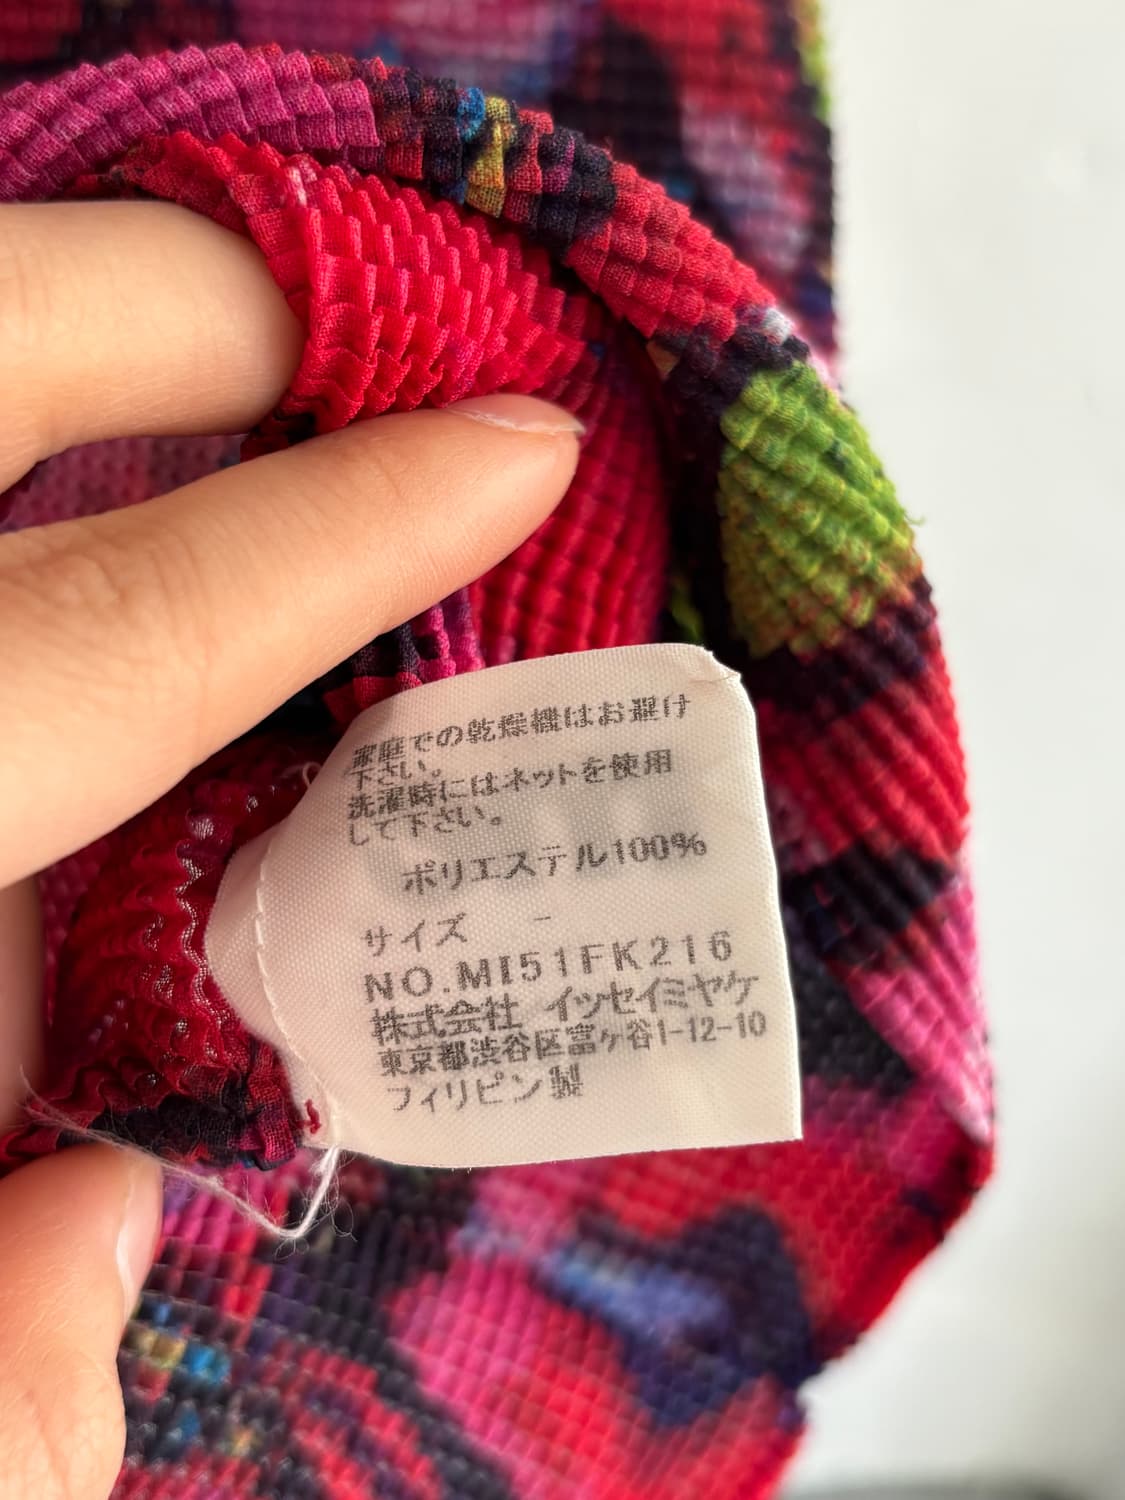 家庭での乾燥機はお避け
下さい。
洗濯時にはネットを使用
して下さい。
ポリエステル100%
サイズ -
NO.MI51FK216
株式会社 イッセイミヤケ
東京都渋谷区富ヶ谷1-12-10
フィリピン製